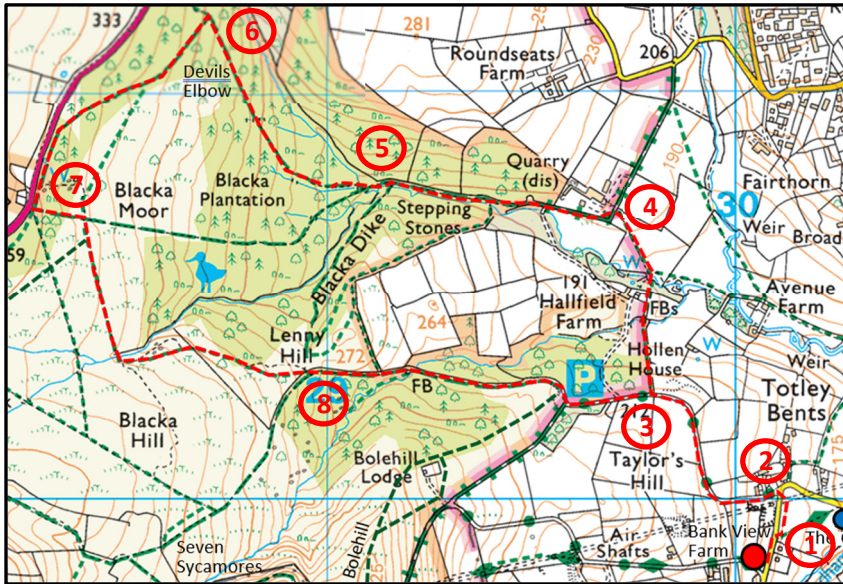 333
6
281
25
230
206
Roundseats
Farm
Devils
Elbow
5
190
Quarry
(dis)
7
Blacka
Moor
Blacka
Plantation
Stepping
Stones
4
30
Fairthorn
Weir
Broad
59
Blacka Dike
W
191
Hallfield
Farm
FBs
Avenue
Farm
264
Lenny
Hill
272
W
Weir
Hollen
House
P
FB
8
212
3
Totley
Bents
Blacka
Hill
Taylor's
Hill
2
175
Bolehill
Lodge
Bolehill
Air
Shafts
Bank View
Farm
1
The
Seven
Sycamores